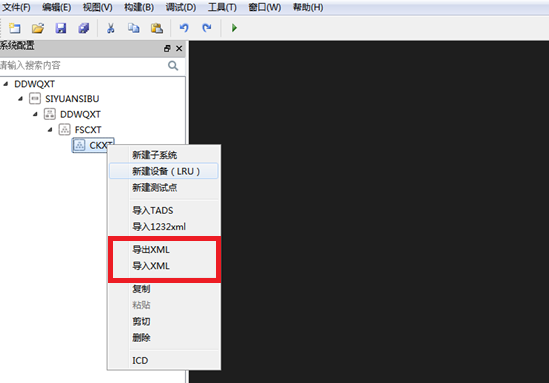 文件(F) 编辑(E) 视图(V) 构建(B) 调试(D) 工具(T) 窗口(W) 帮助(H)
系统配置
请输入搜索内容
DDWQXT
SIYUANSIBU
DDWQXT
FSCXT
CKXT
新建子系统
新建设备（LRU）
新建测试点
导入TADS
导入1232xml
导出XML
导入XML
复制
粘贴
剪切
删除
ICD